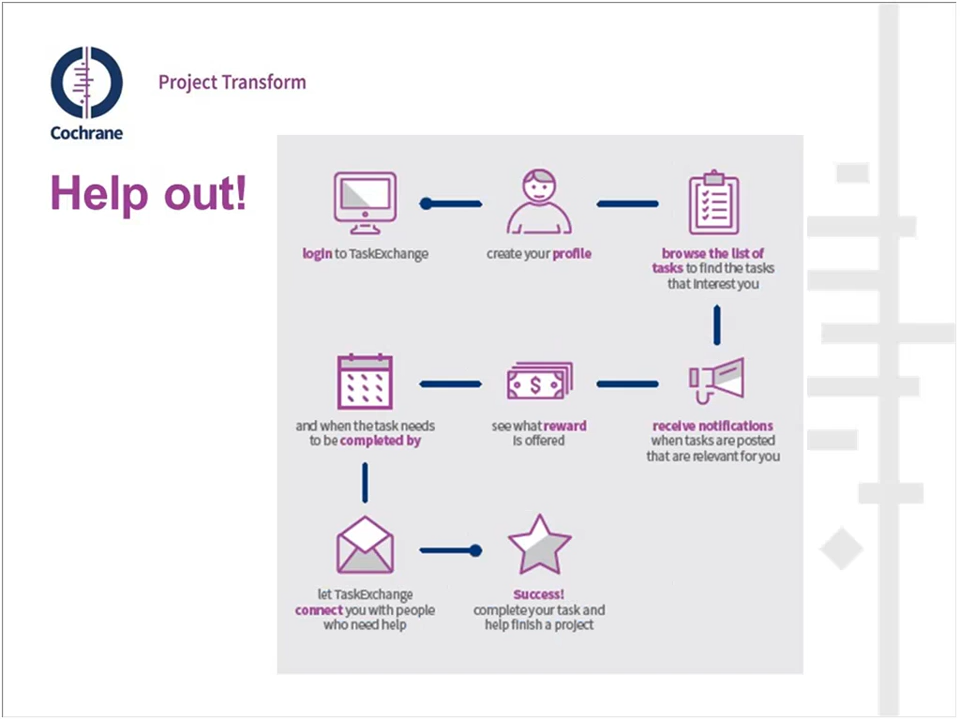 Project Transform
Cochrane
Help out!
login to TaskExchange
create your profile
browse the list of
tasks to find the tasks
that interest you
receive notifications
when tasks are posted
that are relevant for you
$
see what reward
is offered
and when the task needs
to be completed by
let TaskExchange
connect you with people
who need help
Success!
complete your task and
help finish a project